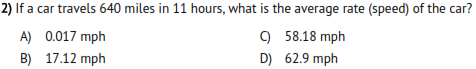 2) If a car travels 640 miles in 11 hours, what is the average rate (speed) of the car?
A) 0.017 mph C) 58.18 mph
B) 17.12 mph D) 62.9 mph